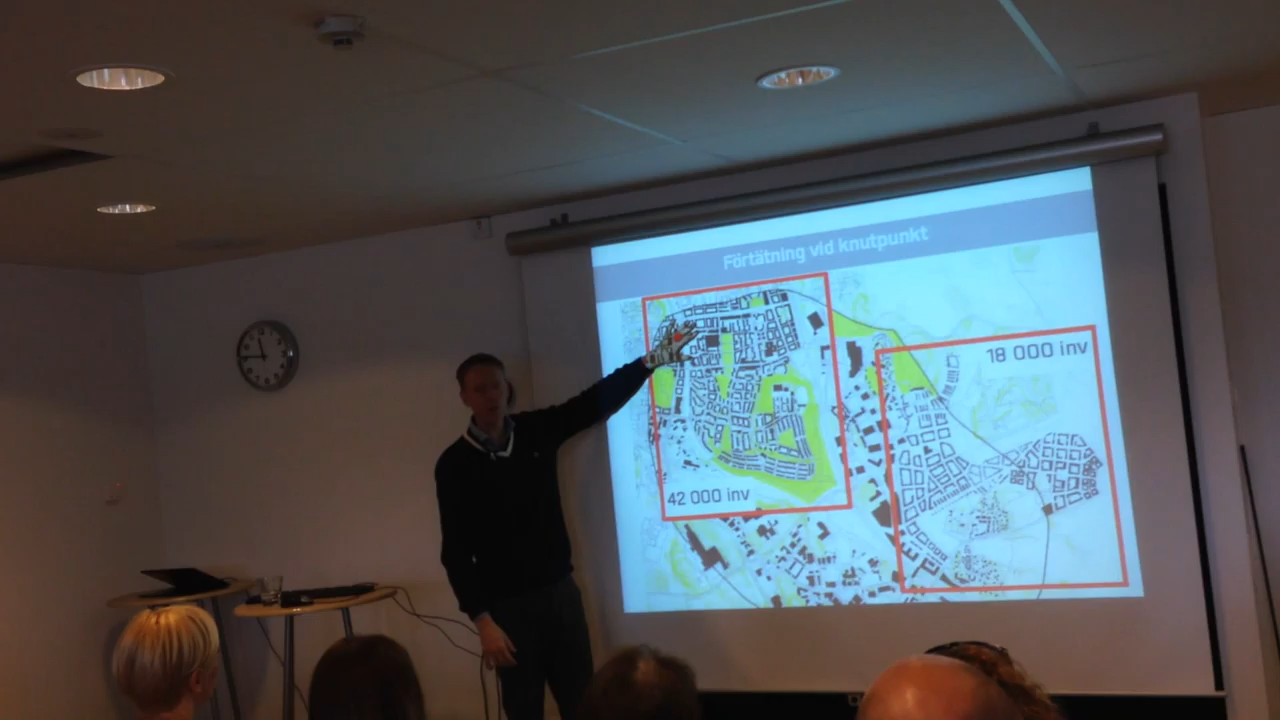 Förtätning vid knutpunkt
18 000 inv
42 000 inv